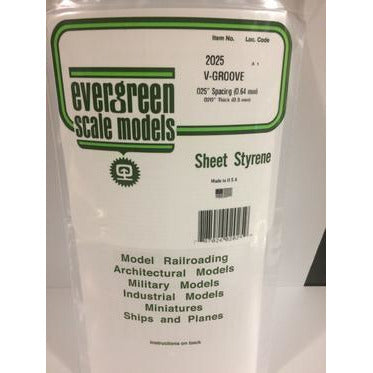 Item No. Loc. Code
2025 A 1
V-GROOVE
.025" Spacing (0.64 mm)
.020" Thick (0.5 mm)
evergreen
scale models
Sheet Styrene
Made in U.S.A
Model Railroading
Architectural Models
Military Models
Industrial Models
Miniatures
Ships and Planes
Instructions on back